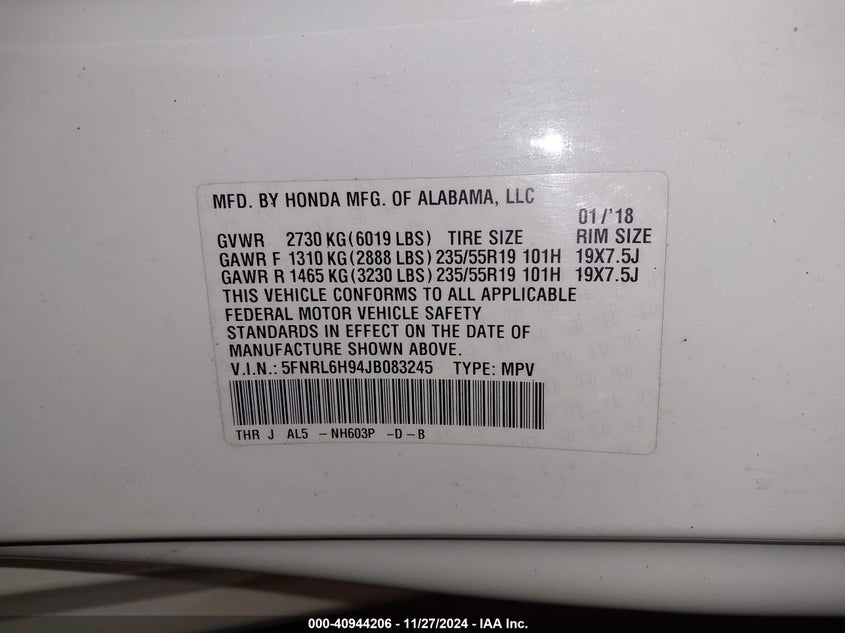 MFD. BY HONDA MFG. OF ALABAMA, LLC
01/'18
GVWR 2730 KG(6019 LBS) TIRE SIZE RIM SIZE
GAWR F 1310 KG(2888 LBS) 235/55R19 101H 19X7.5J
GAWR R 1465 KG(3230 LBS) 235/55R19 101H 19X7.5J
THIS VEHICLE CONFORMS TO ALL APPLICABLE
FEDERAL MOTOR VEHICLE SAFETY
STANDARDS IN EFFECT ON THE DATE OF
MANUFACTURE SHOWN ABOVE.
V.I.N.: 5FNRL6H94JB083245 TYPE: MPV
THR J AL5 -NH603P -D-B
000-40944206 - 11/27/2024 - IAA Inc.